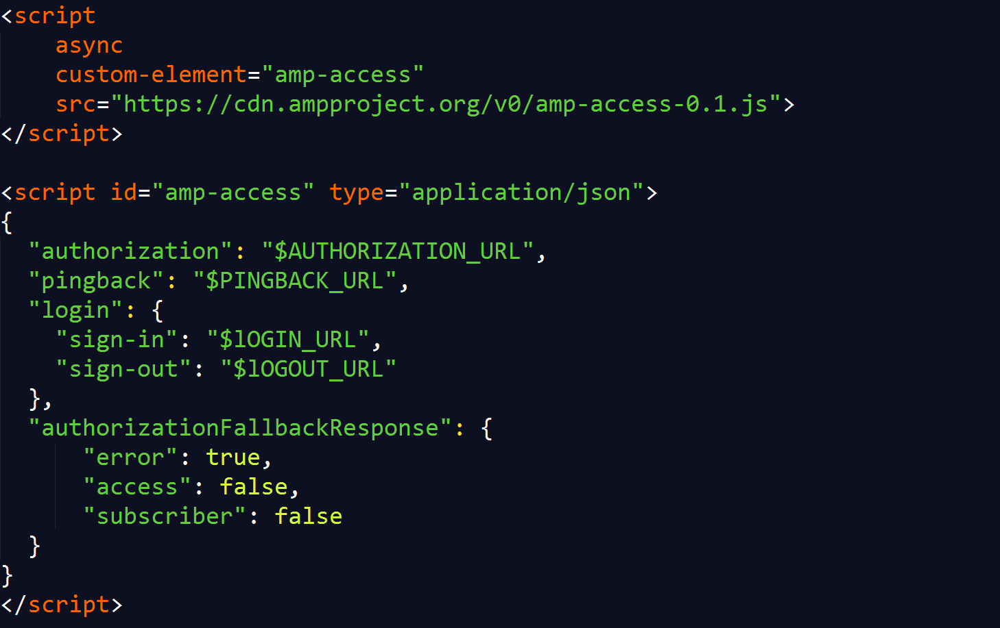 <script
    async
    custom-element="amp-access"
    src="https://cdn.ampproject.org/v0/amp-access-0.1.js">
</script>

<script id="amp-access" type="application/json">
{
  "authorization": "$AUTHORIZATION_URL",
  "pingback": "$PINGBACK_URL",
  "login": {
    "sign-in": "$lOGIN_URL",
    "sign-out": "$lOGOUT_URL"
  },
  "authorizationFallbackResponse": {
      "error": true,
      "access": false,
      "subscriber": false
  }
}
</script>